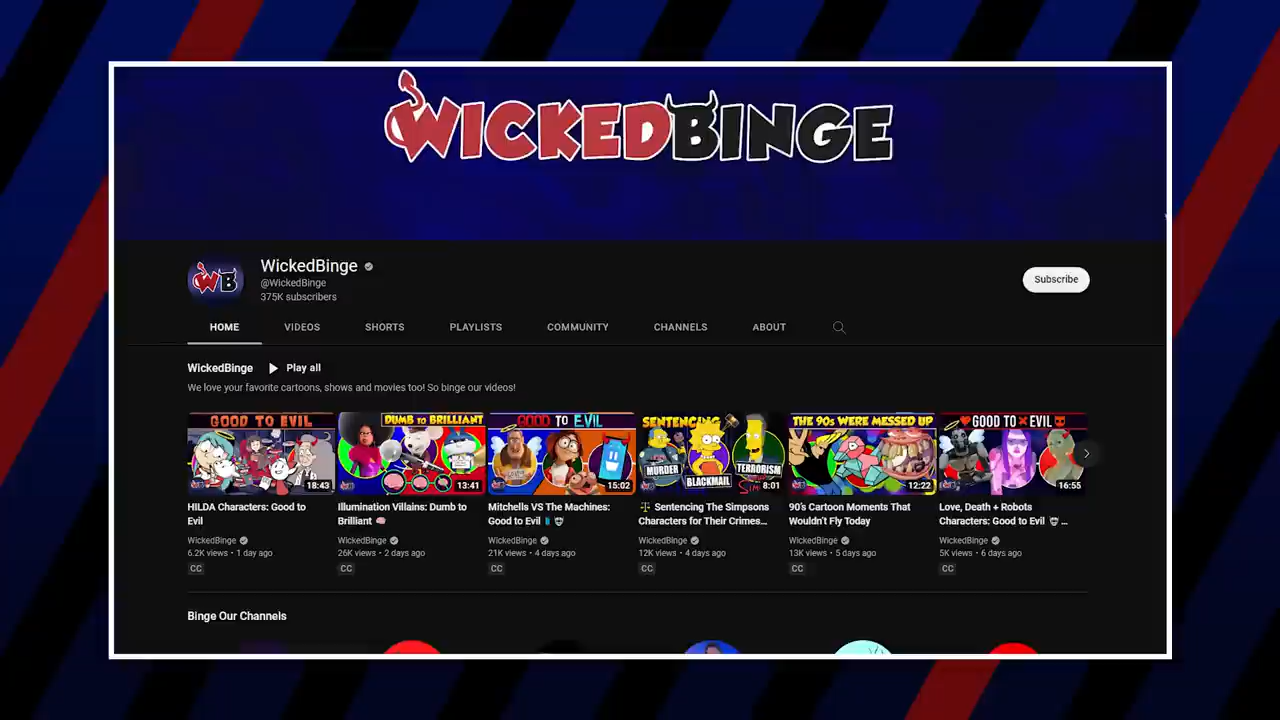 WICKEDBINGE
WB
WickedBinge
@WickedBinge
375K subscribers
Subscribe
HOME VIDEOS SHORTS PLAYLISTS COMMUNITY CHANNELS ABOUT
WickedBinge Play all
We love your favorite cartoons, shows and movies too! So binge our videos!
GOOD TO EVIL
18:43
DUMB TO BRILLIANT
13:41
GOOD TO EVIL
15:02
SENTENCING
MURDER
BLACKMAIL
TERRORISM
8:01
THE 90s WERE MESSED UP
12:22
GOOD TO EVIL
16:55
HILDA Characters: Good to
Evil
WickedBinge
6.2K views • 1 day ago
CC
Illumination Villains: Dumb to
Brilliant 🧠
WickedBinge
26K views • 2 days ago
CC
Mitchells VS The Machines:
Good to Evil 📱 😈
WickedBinge
21K views • 4 days ago
CC
⚖️ Sentencing The Simpsons
Characters for Their Crimes...
WickedBinge
12K views • 4 days ago
CC
90's Cartoon Moments That
Wouldn't Fly Today
WickedBinge
13K views • 5 days ago
CC
Love, Death + Robots
Characters: Good to Evil 😈 ...
WickedBinge
5K views • 6 days ago
CC
Binge Our Channels